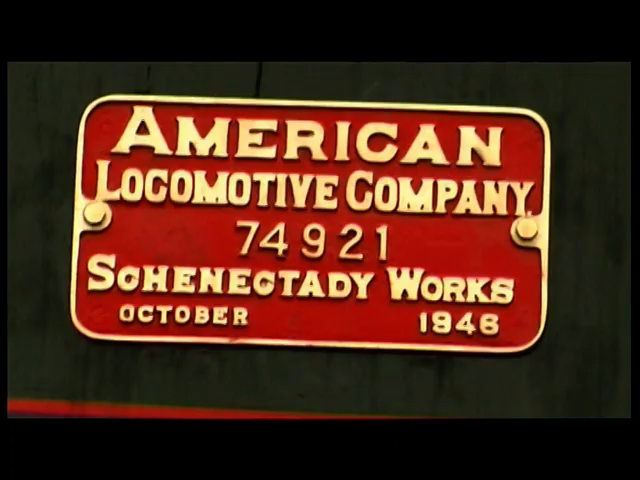 AMERICAN
LOCOMOTIVE COMPANY
74921
SCHENECTADY WORKS
OCTOBER 1946